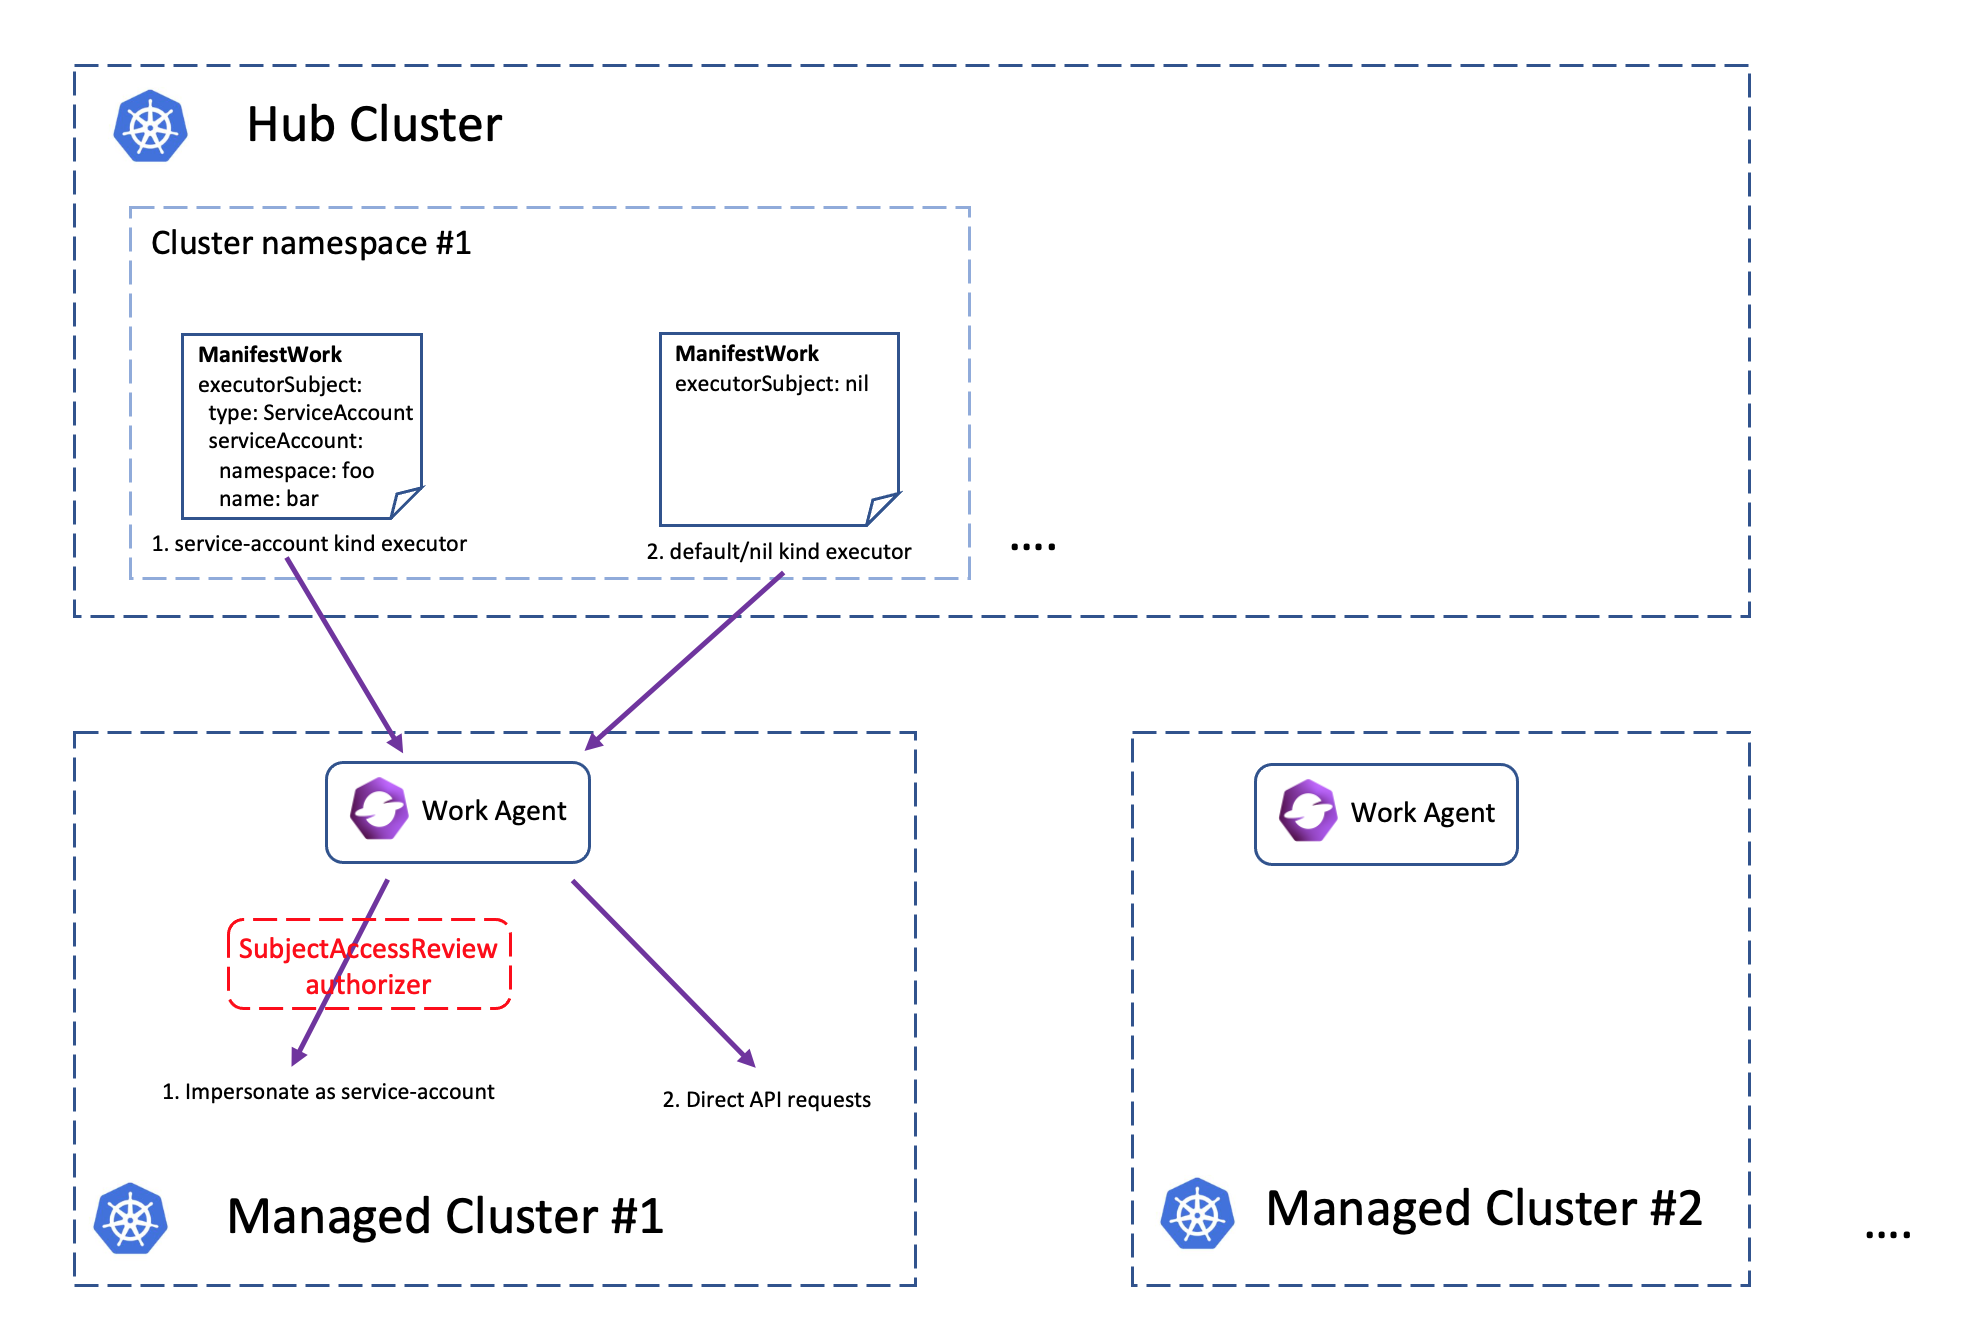 Hub Cluster
Cluster namespace #1
ManifestWork
executorSubject:
type: ServiceAccount
serviceAccount:
namespace: foo
name: bar
1. service-account kind executor
ManifestWork
executorSubject: nil
2. default/nil kind executor
....
Work Agent
SubjectAccessReview
authorizer
1. Impersonate as service-account
2. Direct API requests
Managed Cluster #1
Work Agent
Managed Cluster #2
....